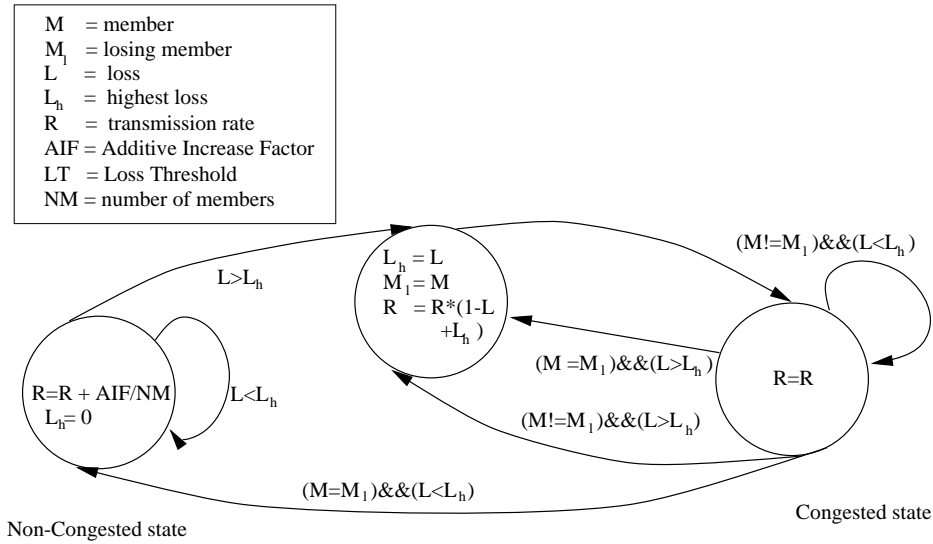 M = member
M_l = losing member
L = loss
L_h = highest loss
R = transmission rate
AIF = Additive Increase Factor
LT = Loss Threshold
NM = number of members
L>L_h
L_h = L
M_l = M
R = R*(1-L
+L_h)
(M!=M_l)&&(L<L_h)
(M =M_l)&&(L>L_h)
R=R
R=R + AIF/NM
L_h= 0
L<L_h
(M!=M_l)&&(L>L_h)
(M=M_l)&&(L<L_h)
Non-Congested state
Congested state